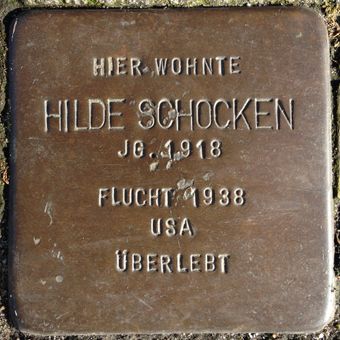 HIER WOHNTE
HILDE SCHOCKEN
JG. 1918
FLUCHT 1938
USA
ÜBERLEBT